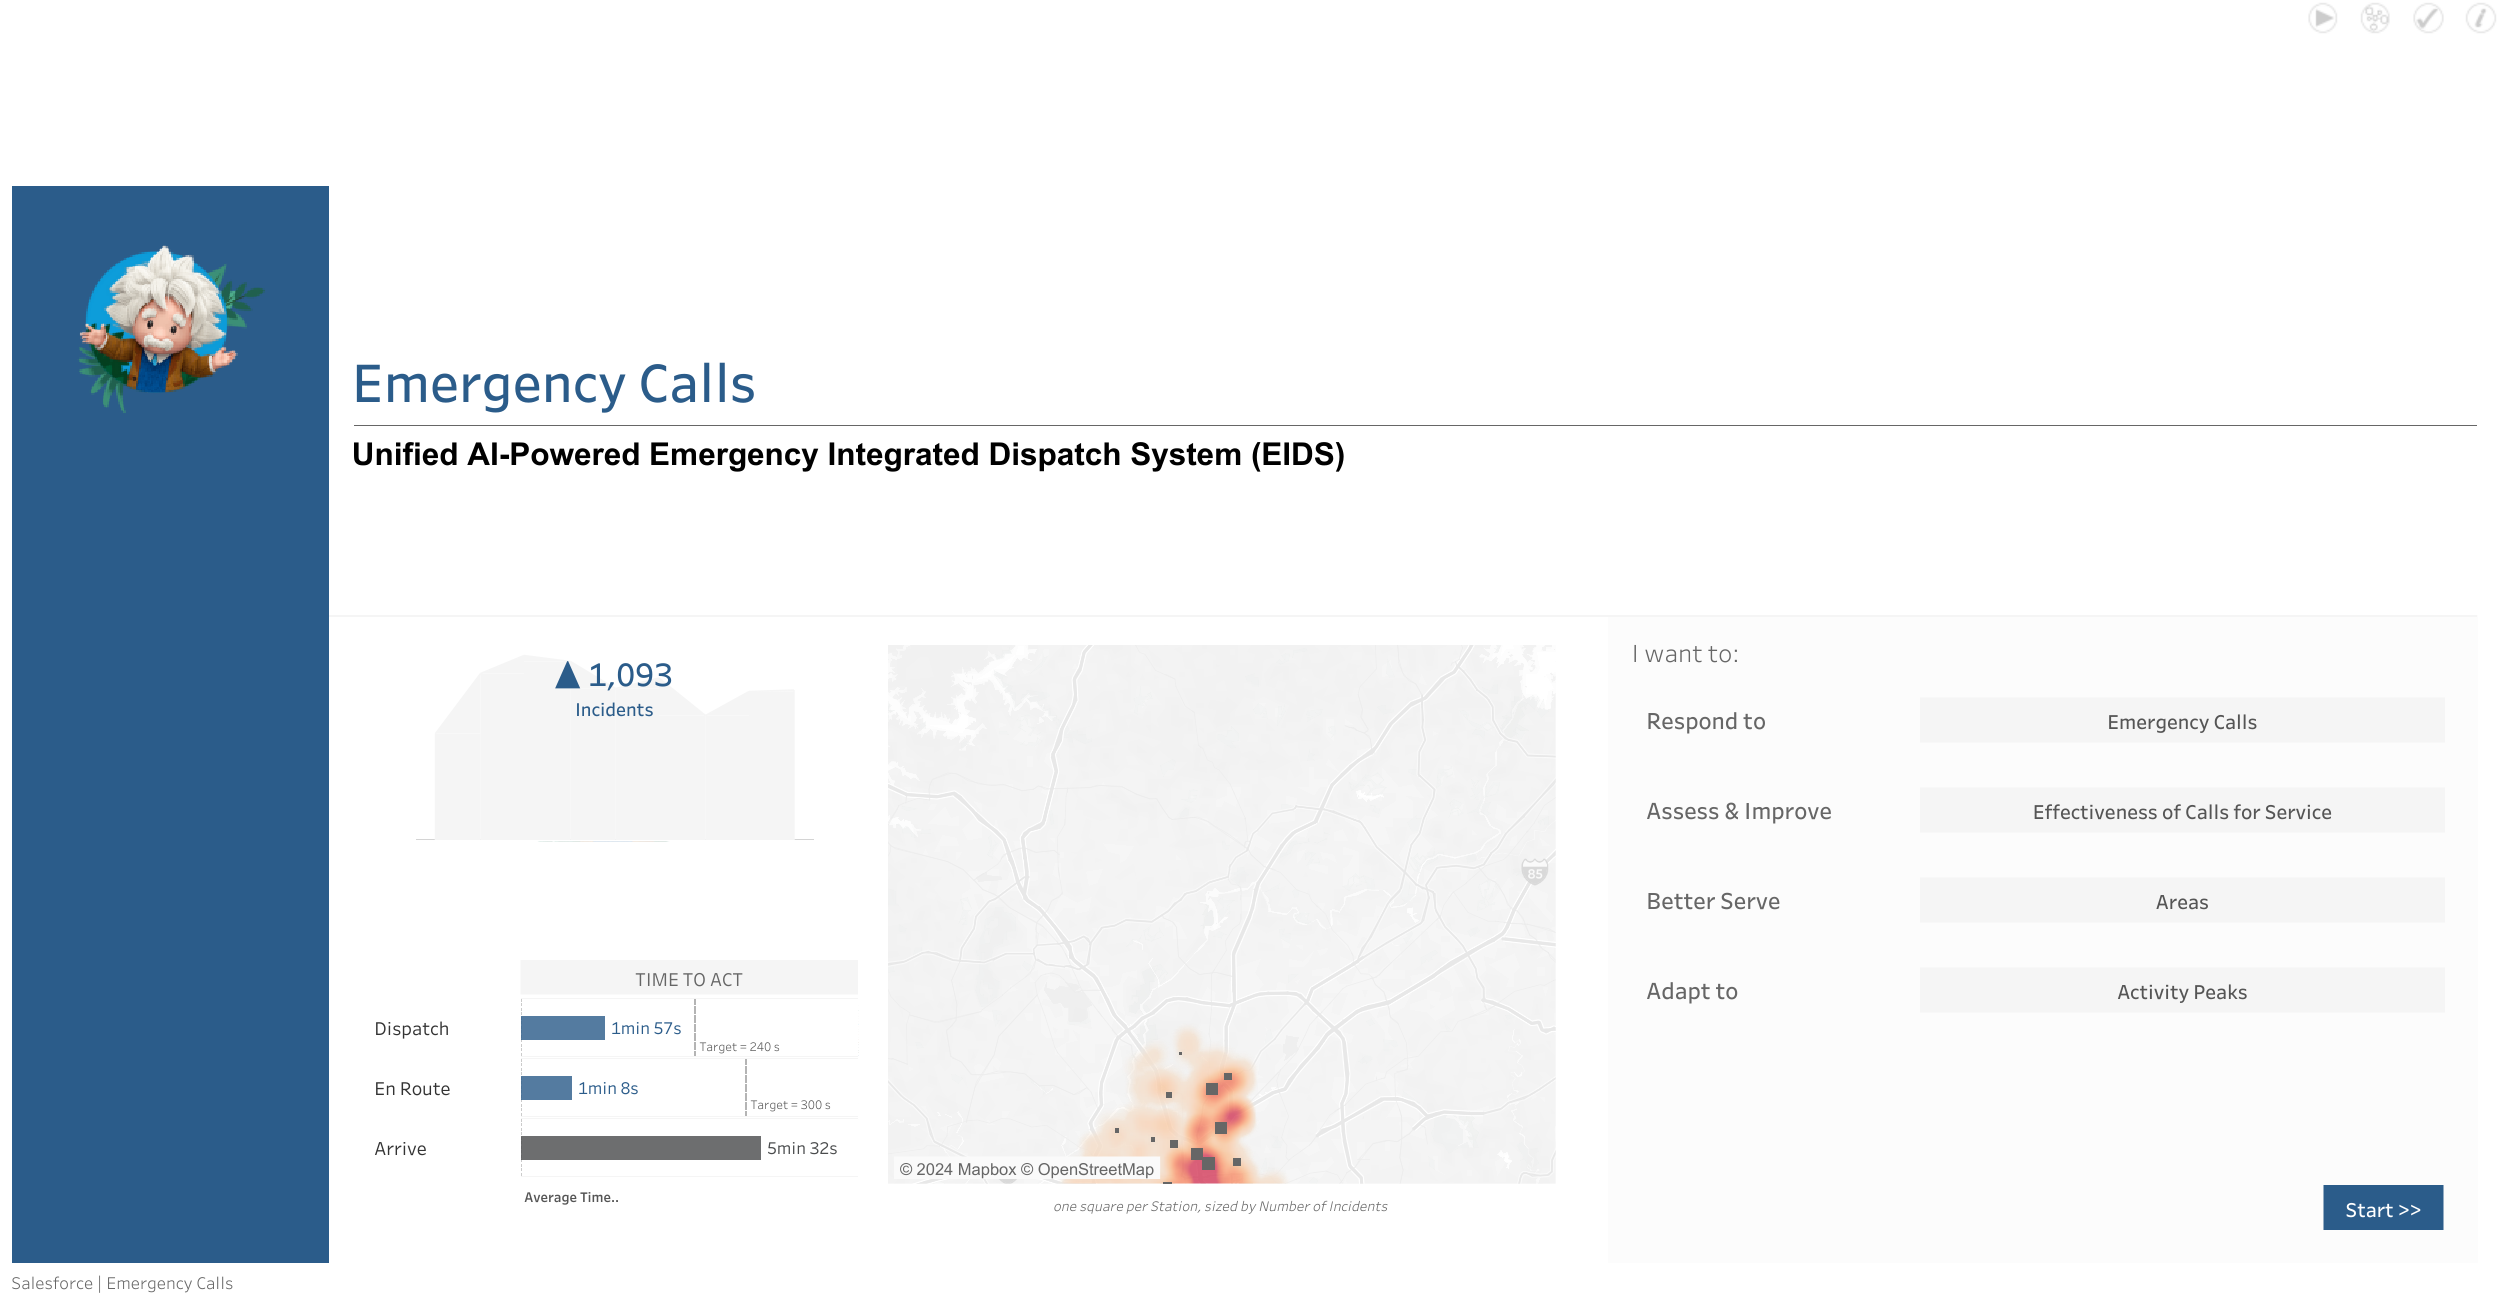 Emergency Calls
Unified AI-Powered Emergency Integrated Dispatch System (EIDS)
▲ 1,093
Incidents
TIME TO ACT
Dispatch
1min 57s
Target = 240 s
En Route
1min 8s
Target = 300 s
Arrive
5min 32s
Average Time..
85
© 2024 Mapbox © OpenStreetMap
one square per Station, sized by Number of Incidents
I want to:
Respond to
Emergency Calls
Assess & Improve
Effectiveness of Calls for Service
Better Serve
Areas
Adapt to
Activity Peaks
Start >>
Salesforce | Emergency Calls